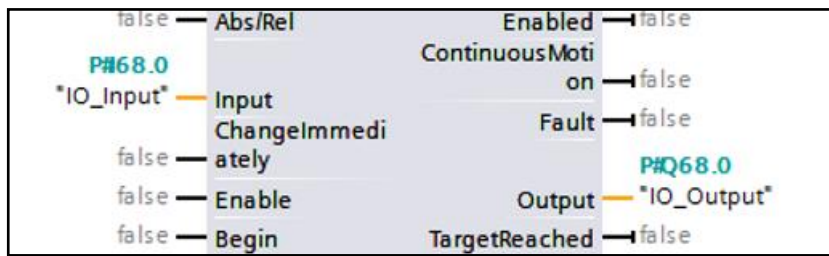 false Abs/Rel Enabled false
P#I68.0 ContinuousMoti
"IO_Input" Input on false
ChangeImmedi Fault false
false ately P#Q68.0
false Enable Output "IO_Output"
false Begin TargetReached false